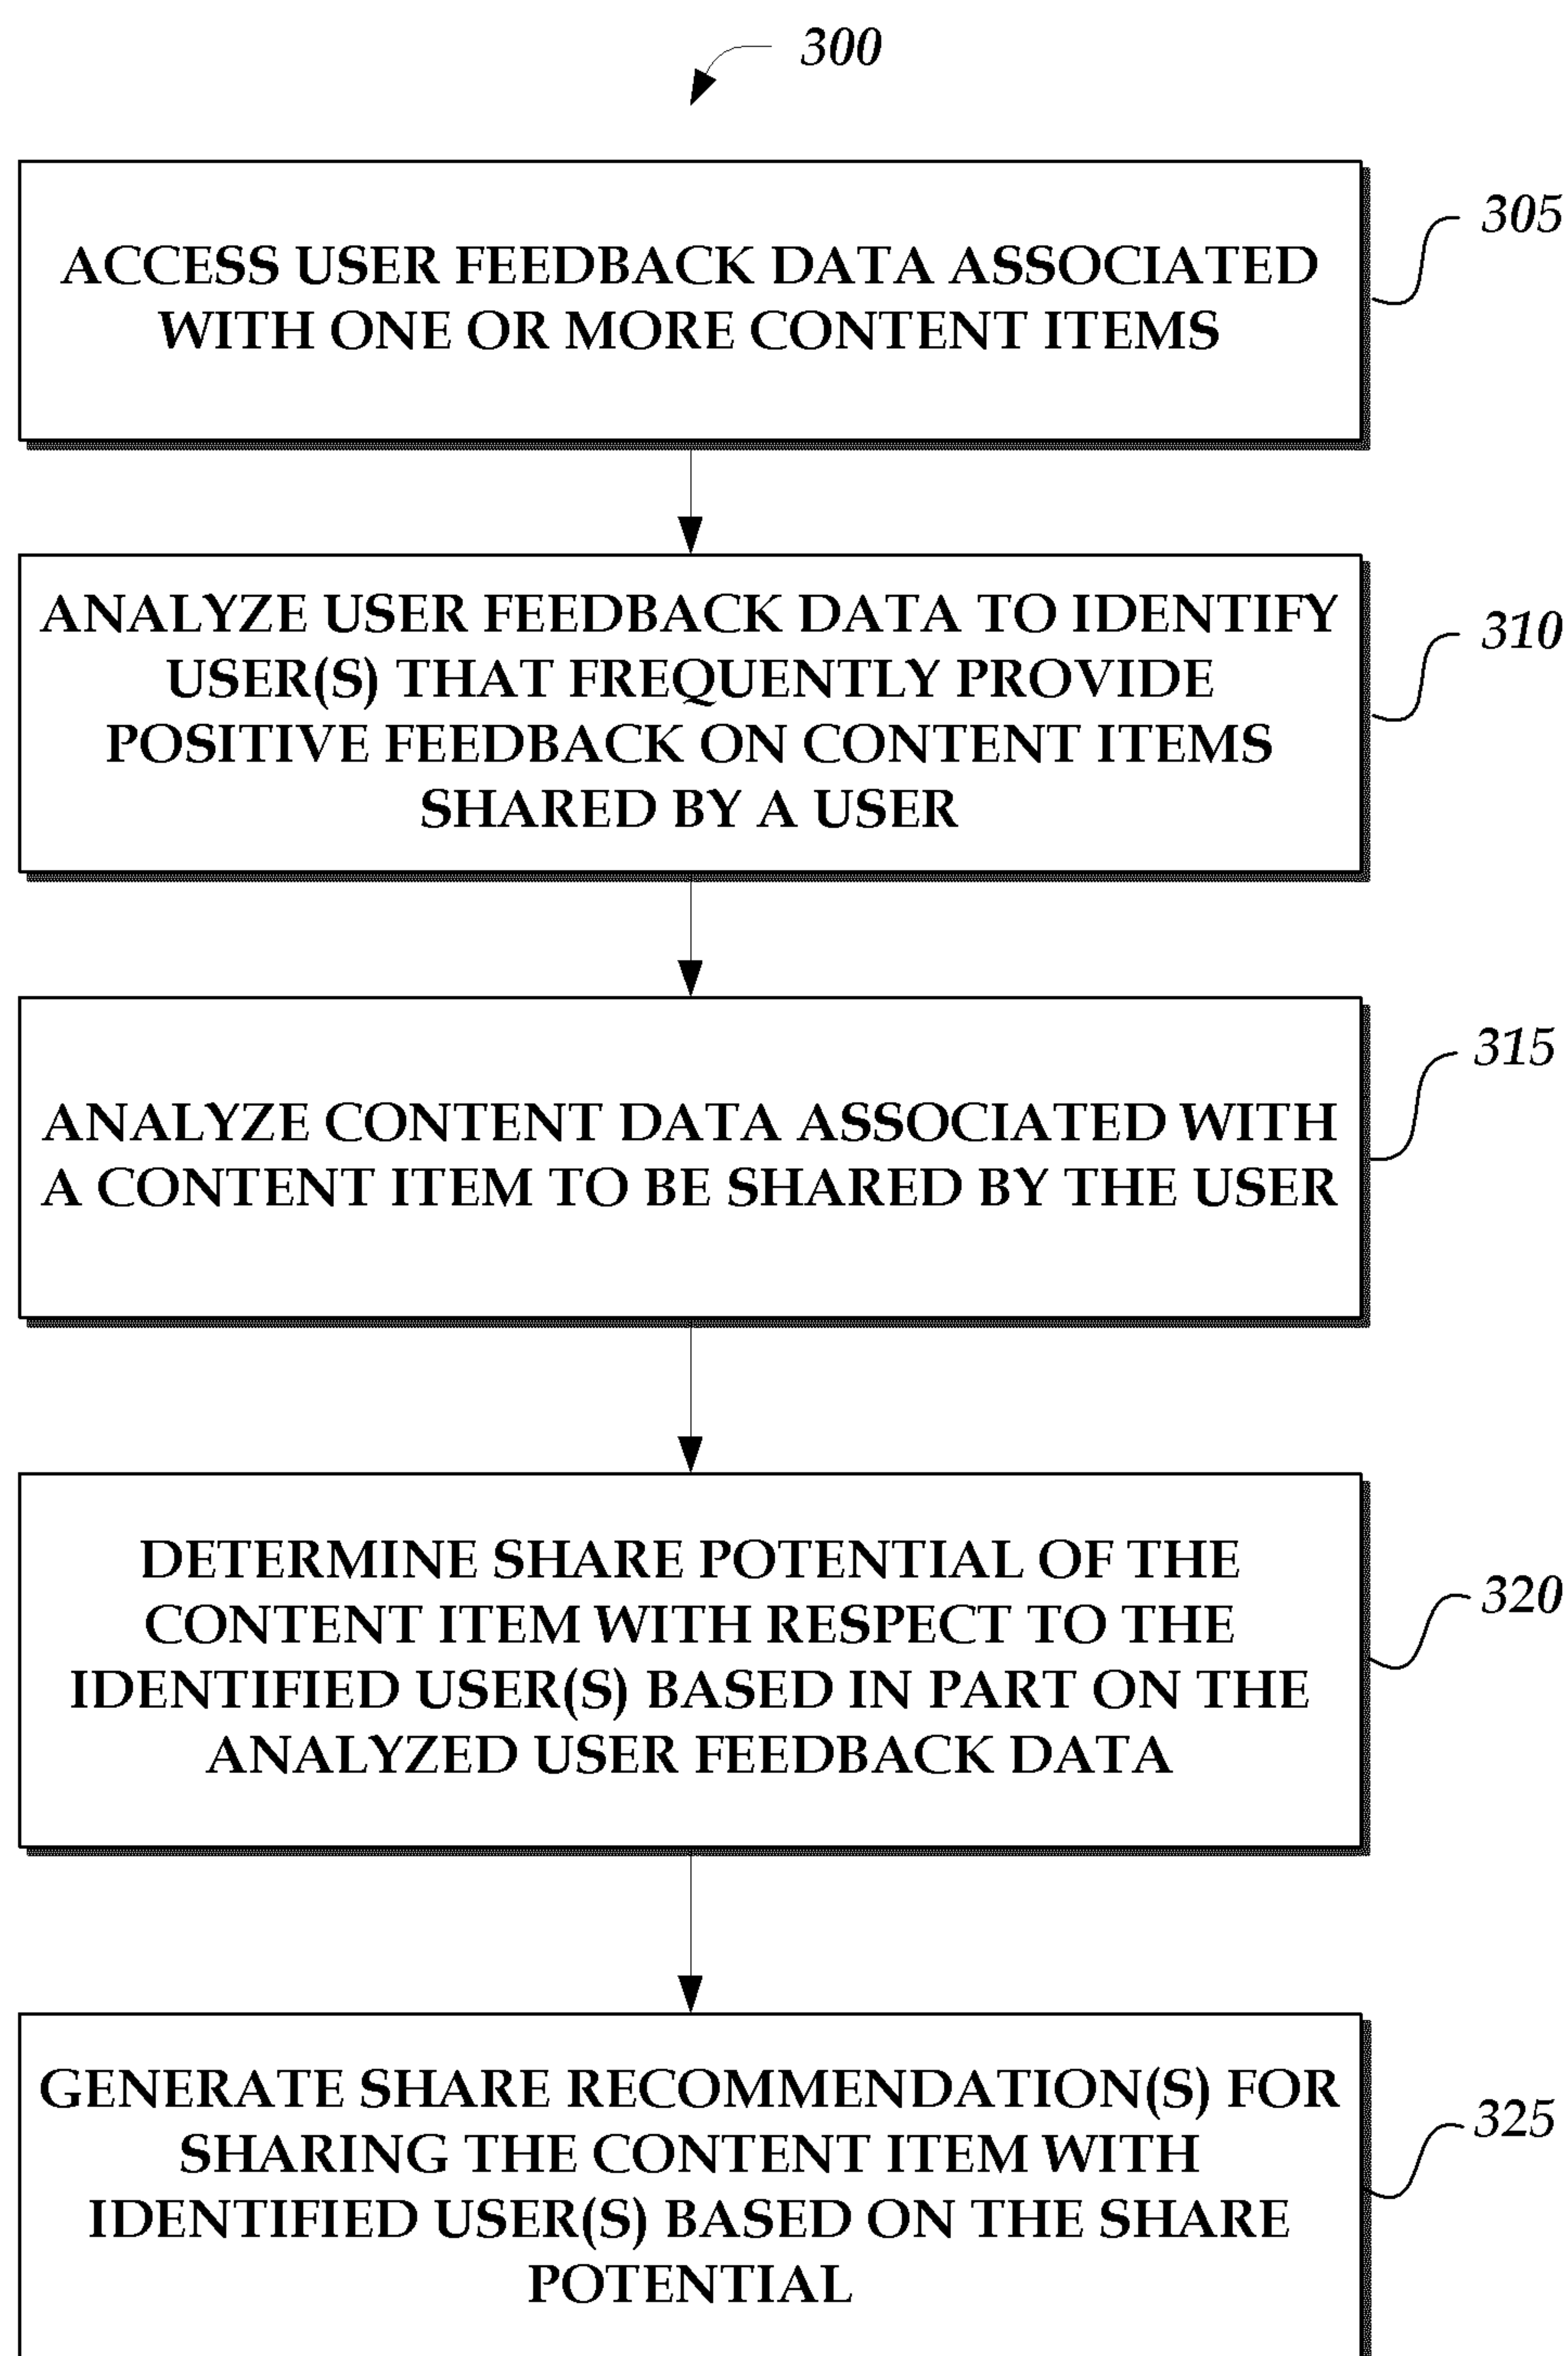 300
ACCESS USER FEEDBACK DATA ASSOCIATED
WITH ONE OR MORE CONTENT ITEMS
305
ANALYZE USER FEEDBACK DATA TO IDENTIFY
USER(S) THAT FREQUENTLY PROVIDE
POSITIVE FEEDBACK ON CONTENT ITEMS
SHARED BY A USER
310
ANALYZE CONTENT DATA ASSOCIATED WITH
A CONTENT ITEM TO BE SHARED BY THE USER
315
DETERMINE SHARE POTENTIAL OF THE
CONTENT ITEM WITH RESPECT TO THE
IDENTIFIED USER(S) BASED IN PART ON THE
ANALYZED USER FEEDBACK DATA
320
GENERATE SHARE RECOMMENDATION(S) FOR
SHARING THE CONTENT ITEM WITH
IDENTIFIED USER(S) BASED ON THE SHARE
POTENTIAL
325